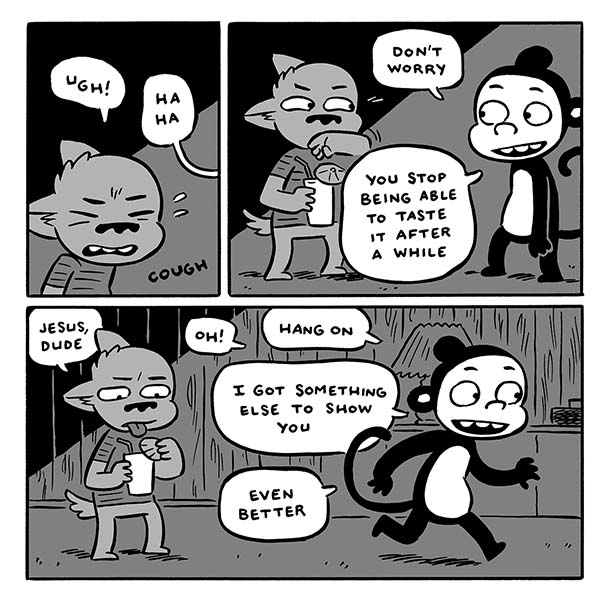 UGH!
HA
HA
COUGH
DON'T
WORRY
YOU STOP
BEING ABLE
TO TASTE
IT AFTER
A WHILE
JESUS,
DUDE
OH!
HANG ON
I GOT SOMETHING
ELSE TO SHOW
YOU
EVEN
BETTER